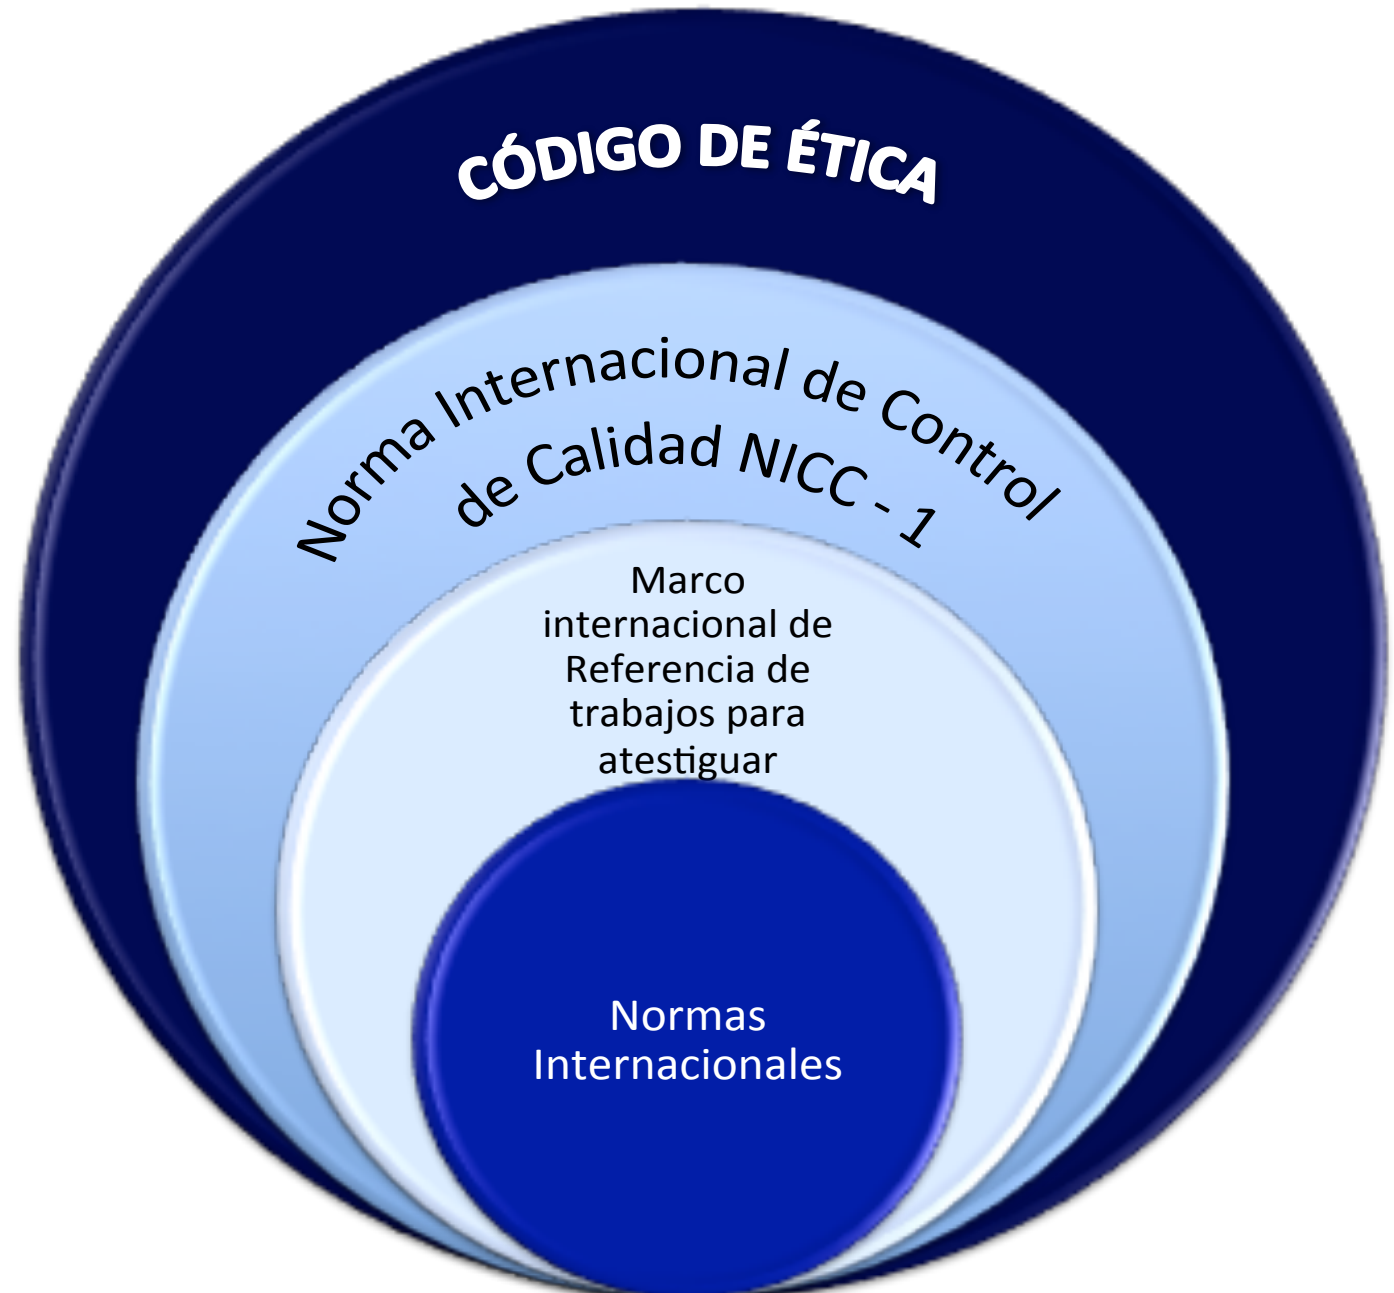 CÓDIGO DE ÉTICA
Norma Internacional de Control
de Calidad NICC - 1
Marco
internacional de
Referencia de
trabajos para
atestiguar
Normas
Internacionales